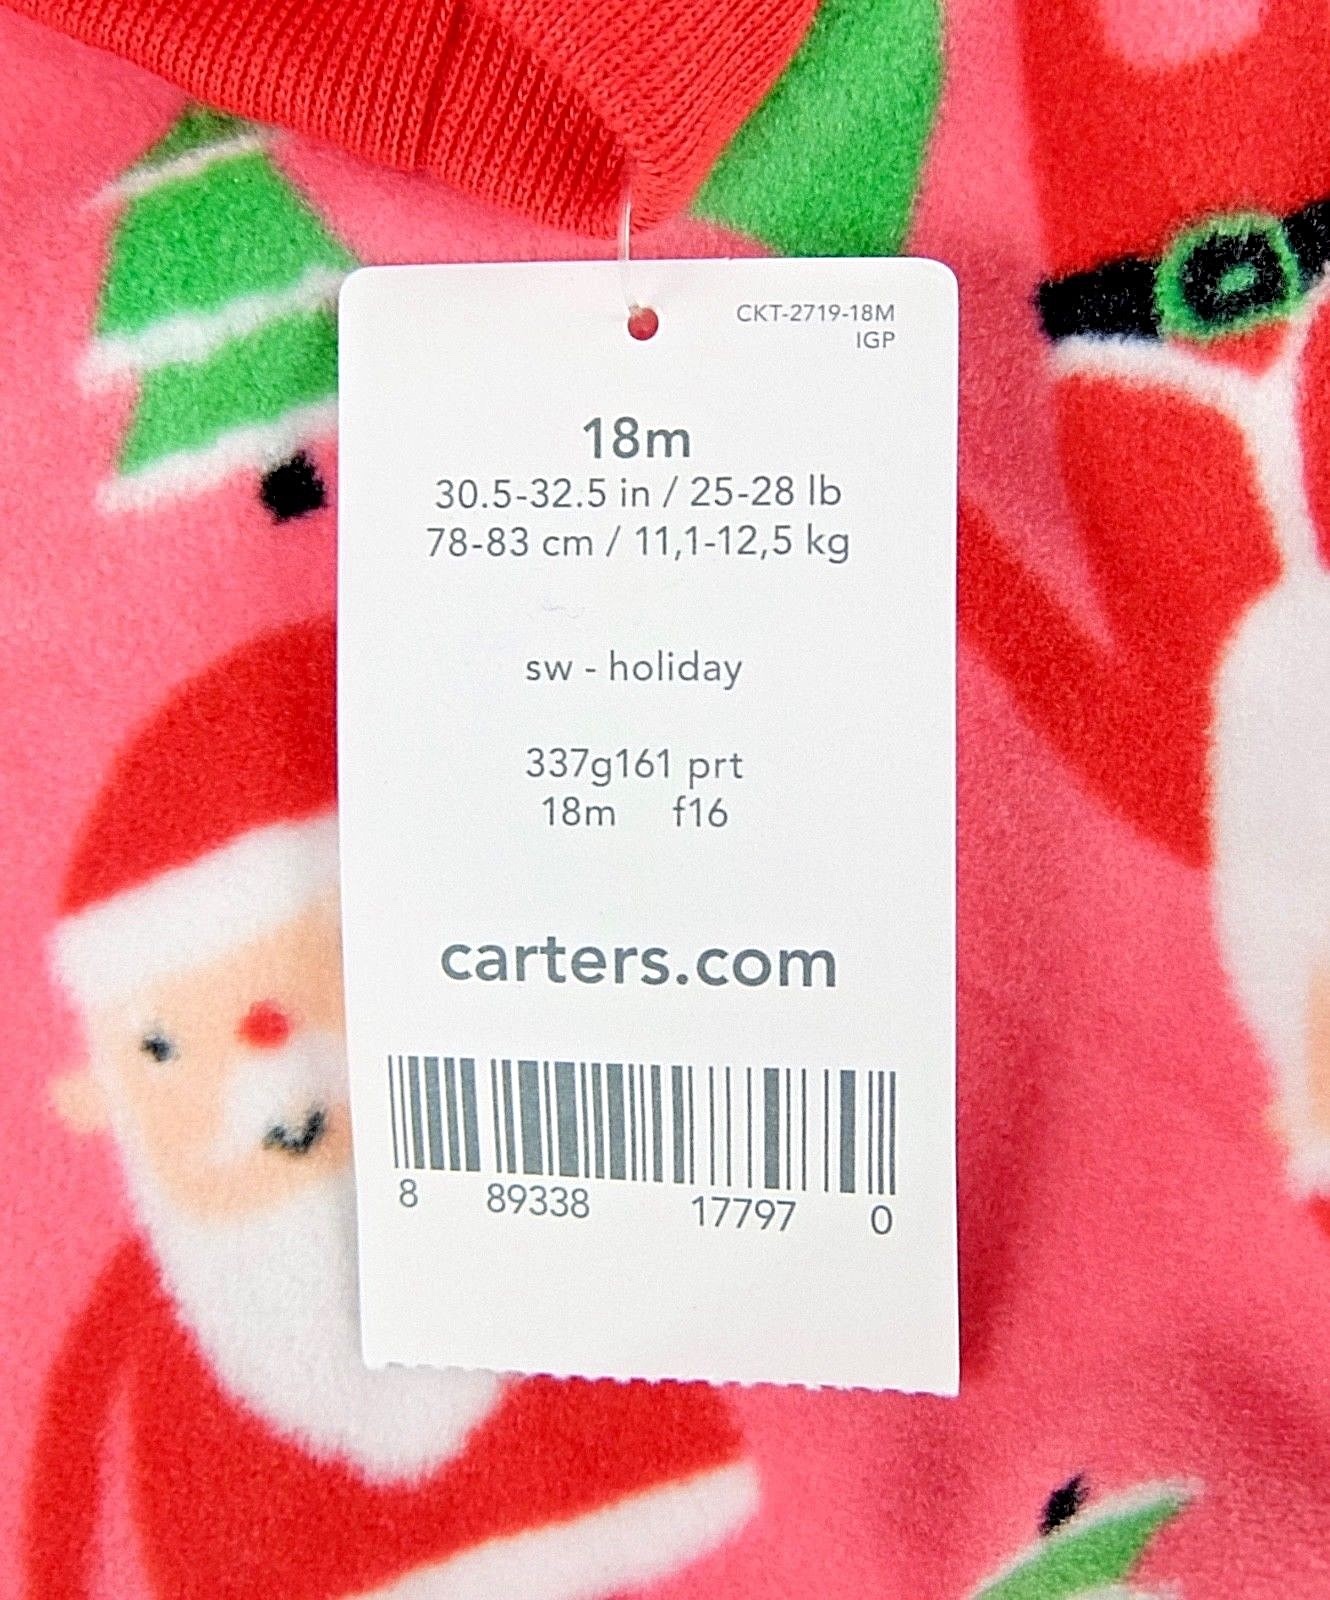 CKT-2719-18M
IGP
18m
30.5-32.5 in / 25-28 lb
78-83 cm / 11,1-12,5 kg
sw - holiday
337g161 prt
18m f16
carters.com
8 89338 17797 0